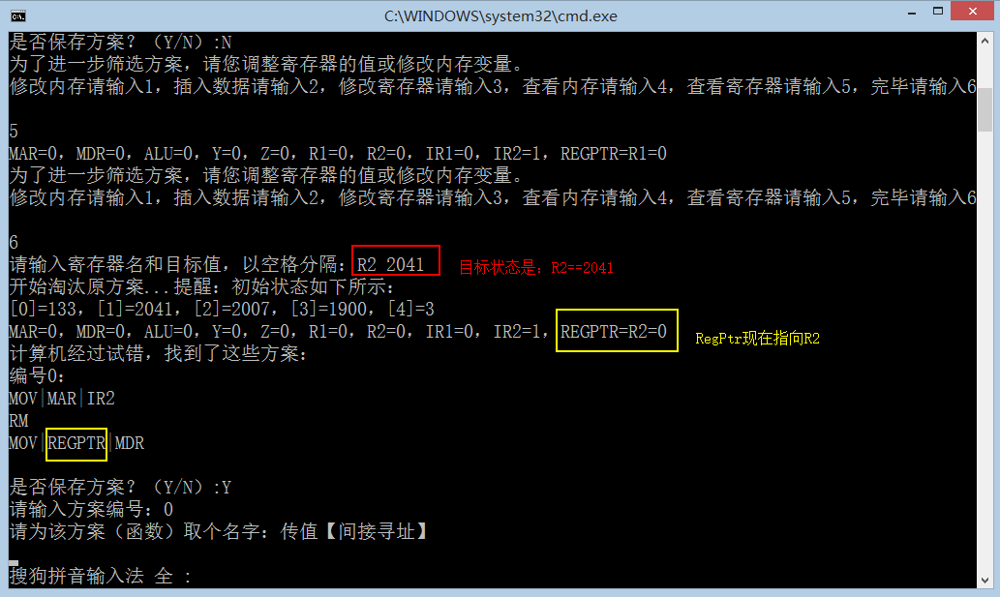 C:\WINDOWS\system32\cmd.exe
是否保存方案？（Y/N）:N
为了进一步筛选方案，请您调整寄存器的值或修改内存变量。
修改内存请输入1，插入数据请输入2，修改寄存器请输入3，查看内存请输入4，查看寄存器请输入5，完毕请输入6
5
MAR=0，MDR=0，ALU=0，Y=0，Z=0，R1=0，R2=0，IR1=0，IR2=1，REGPTR=R1=0
为了进一步筛选方案，请您调整寄存器的值或修改内存变量。
修改内存请输入1，插入数据请输入2，修改寄存器请输入3，查看内存请输入4，查看寄存器请输入5，完毕请输入6
6
请输入寄存器名和目标值，以空格分隔：R2 2041 目标状态是：R2==2041
开始淘汰原方案...提醒：初始状态如下所示：
[0]=133，[1]=2041，[2]=2007，[3]=1900，[4]=3
MAR=0，MDR=0，ALU=0，Y=0，Z=0，R1=0，R2=0，IR1=0，IR2=1，REGPTR=R2=0 RegPtr现在指向R2
计算机经过试错，找到了这些方案：
编号0：
MOV|MAR|IR2
RM
MOV|REGPTR|MDR
是否保存方案？（Y/N）:Y
请输入方案编号：0
请为该方案（函数）取个名字：传值【间接寻址】
搜狗拼音输入法 全 :